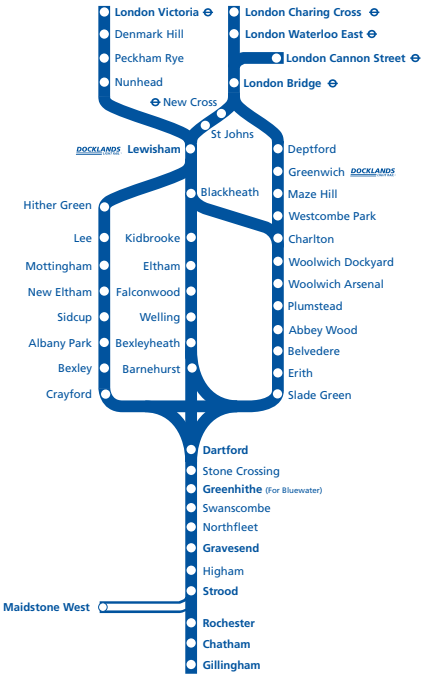 London Victoria
London Charing Cross
Denmark Hill
London Waterloo East
Peckham Rye
London Cannon Street
Nunhead
London Bridge
New Cross
St Johns
DOCKLANDS
Lewisham
Deptford
Greenwich
DOCKLANDS
Blackheath
Maze Hill
Hither Green
Westcombe Park
Lee
Kidbrooke
Charlton
Mottingham
Eltham
Woolwich Dockyard
New Eltham
Falconwood
Woolwich Arsenal
Sidcup
Welling
Plumstead
Albany Park
Bexleyheath
Abbey Wood
Belvedere
Bexley
Barnehurst
Erith
Crayford
Slade Green
Dartford
Stone Crossing
Greenhithe (For Bluewater)
Swanscombe
Northfleet
Gravesend
Higham
Strood
Maidstone West
Rochester
Chatham
Gillingham